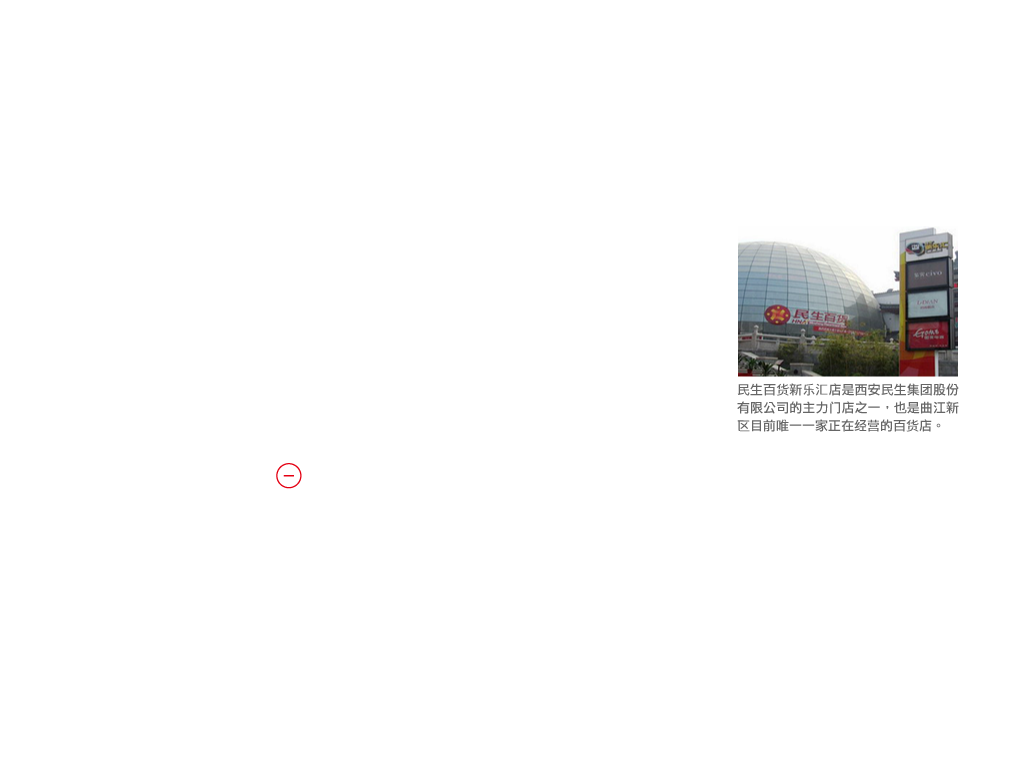 民生百货
HNA
民生百货新乐汇店是西安民生集团股份
有限公司的主力门店之一，也是曲江新
区目前唯一一家正在经营的百货店。